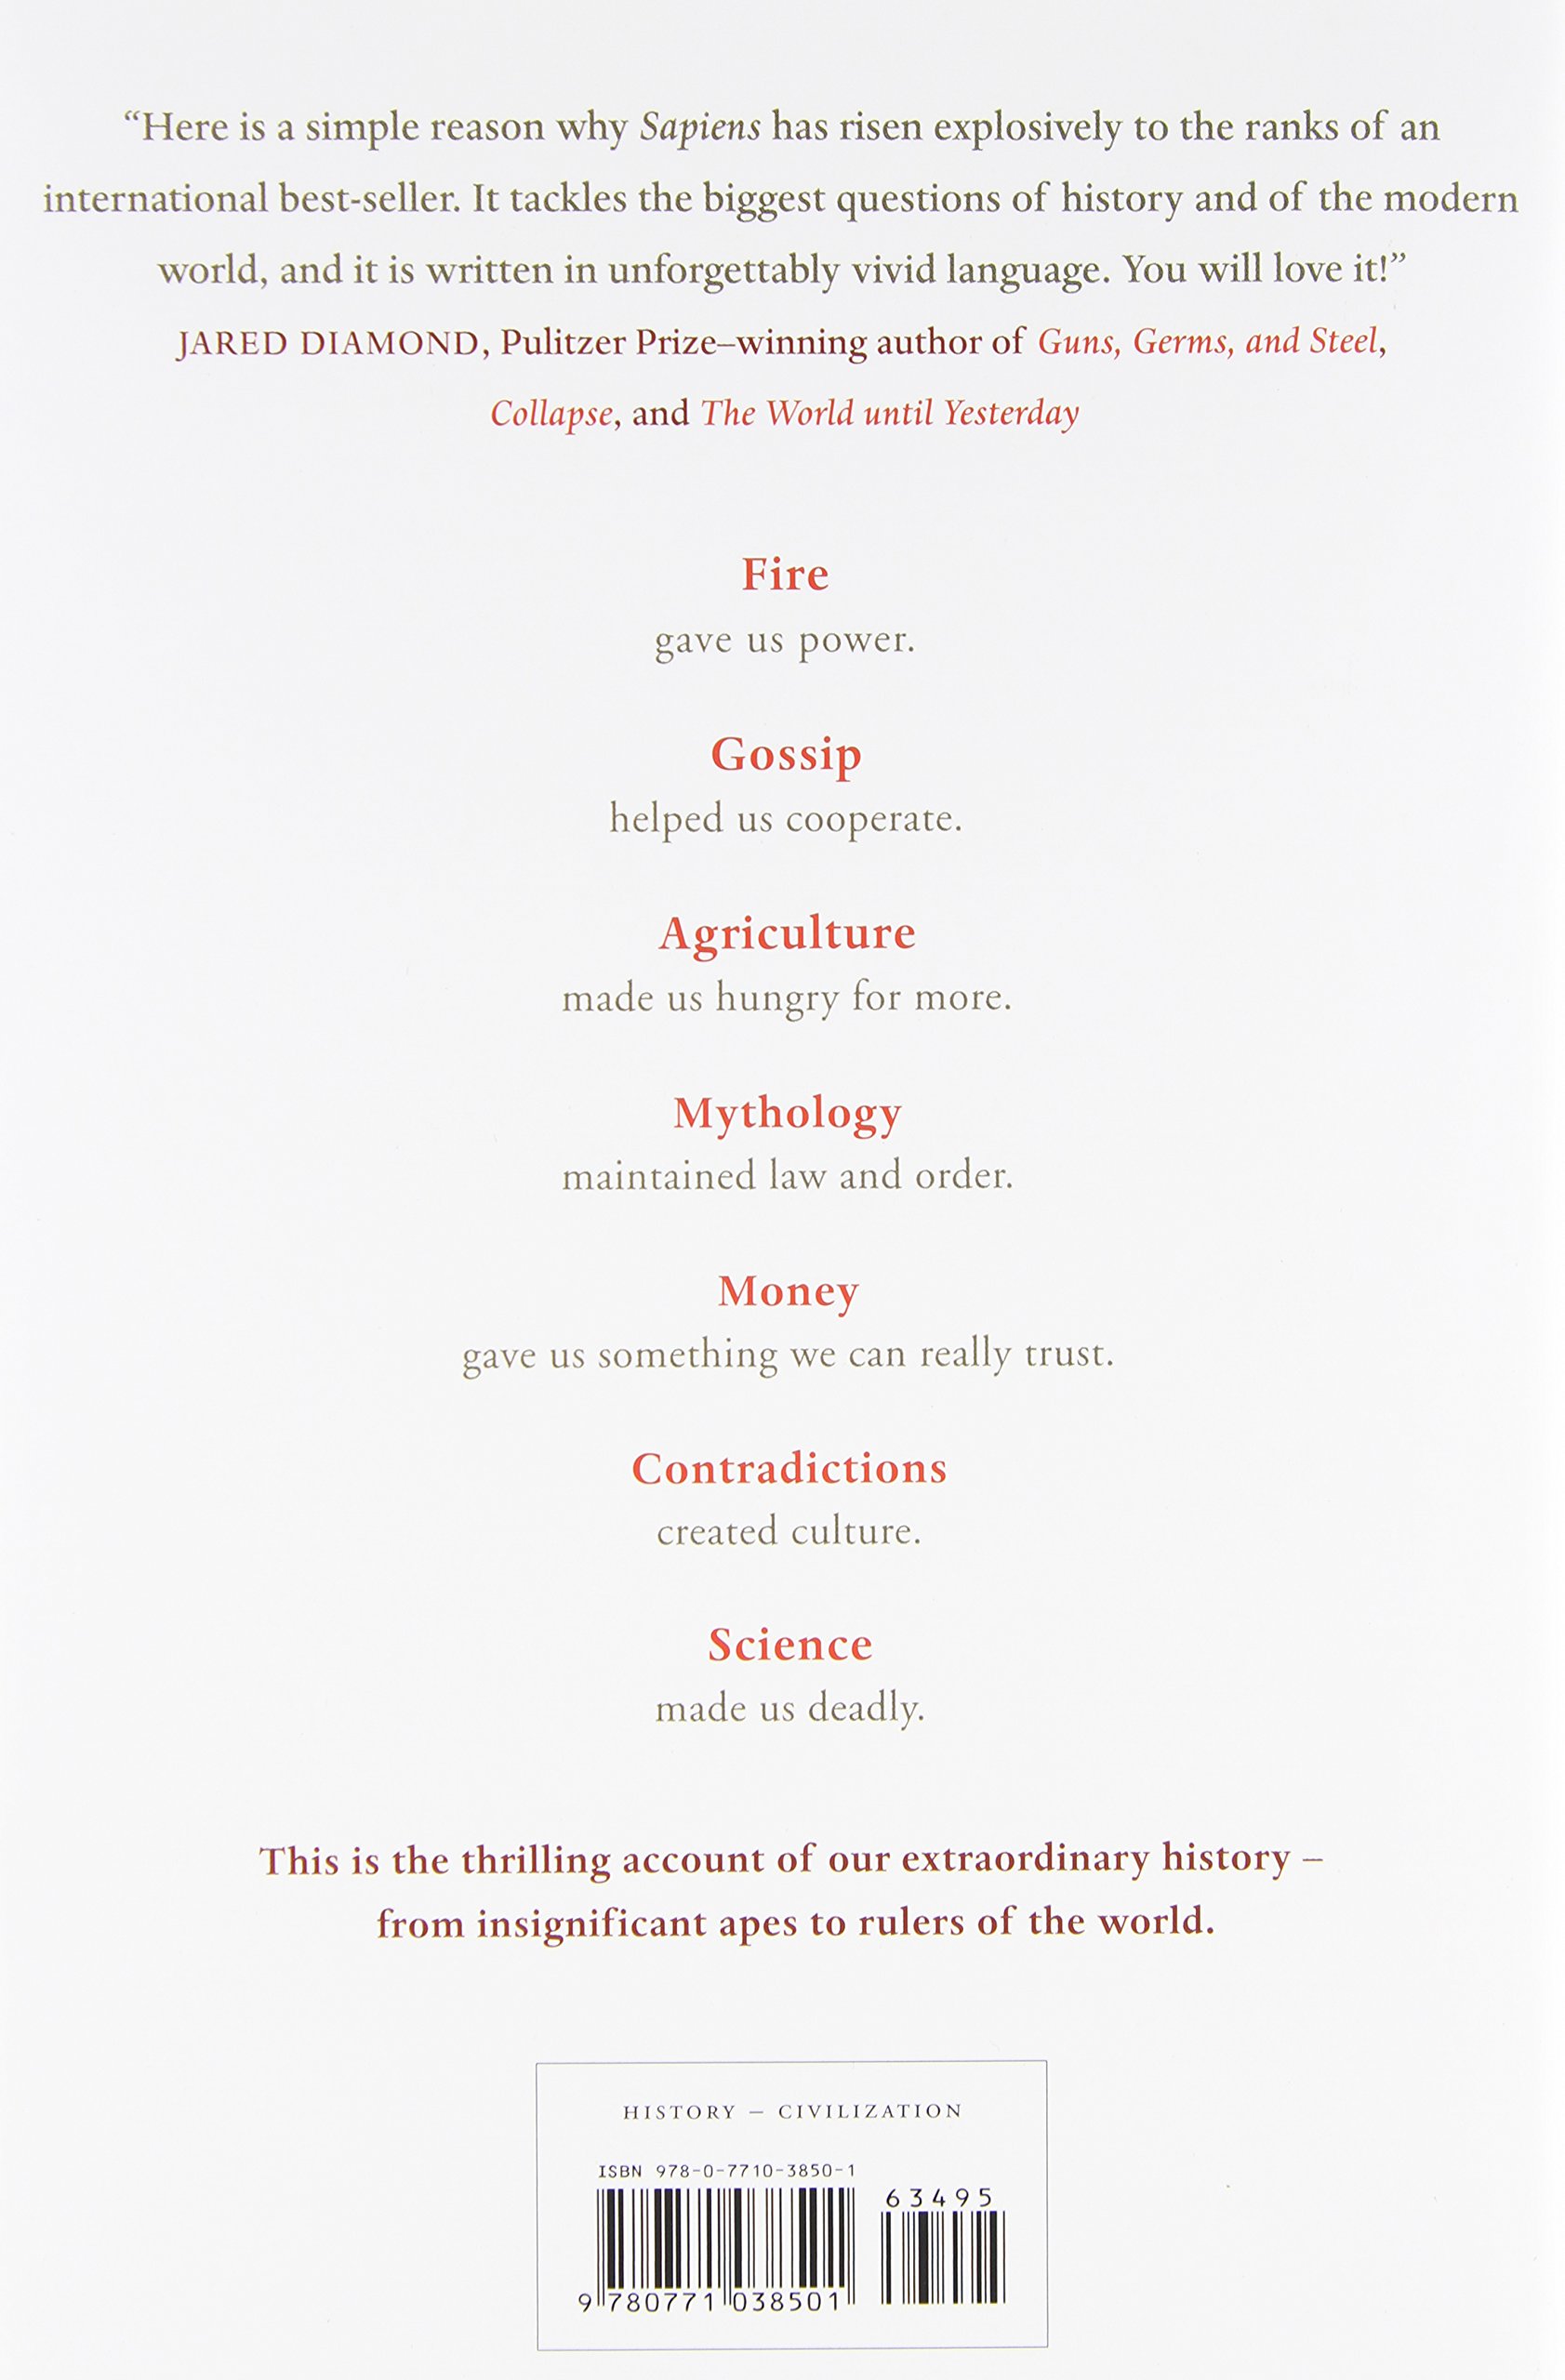 “Here is a simple reason why Sapiens has risen explosively to the ranks of an
international best-seller. It tackles the biggest questions of history and of the modern
world, and it is written in unforgettably vivid language. You will love it!”
JARED DIAMOND, Pulitzer Prize–winning author of Guns, Germs, and Steel,
Collapse, and The World until Yesterday
Fire
gave us power.
Gossip
helped us cooperate.
Agriculture
made us hungry for more.
Mythology
maintained law and order.
Money
gave us something we can really trust.
Contradictions
created culture.
Science
made us deadly.
This is the thrilling account of our extraordinary history –
from insignificant apes to rulers of the world.
HISTORY – CIVILIZATION
ISBN 978-0-7710-3850-1
63495
9 780771 038501